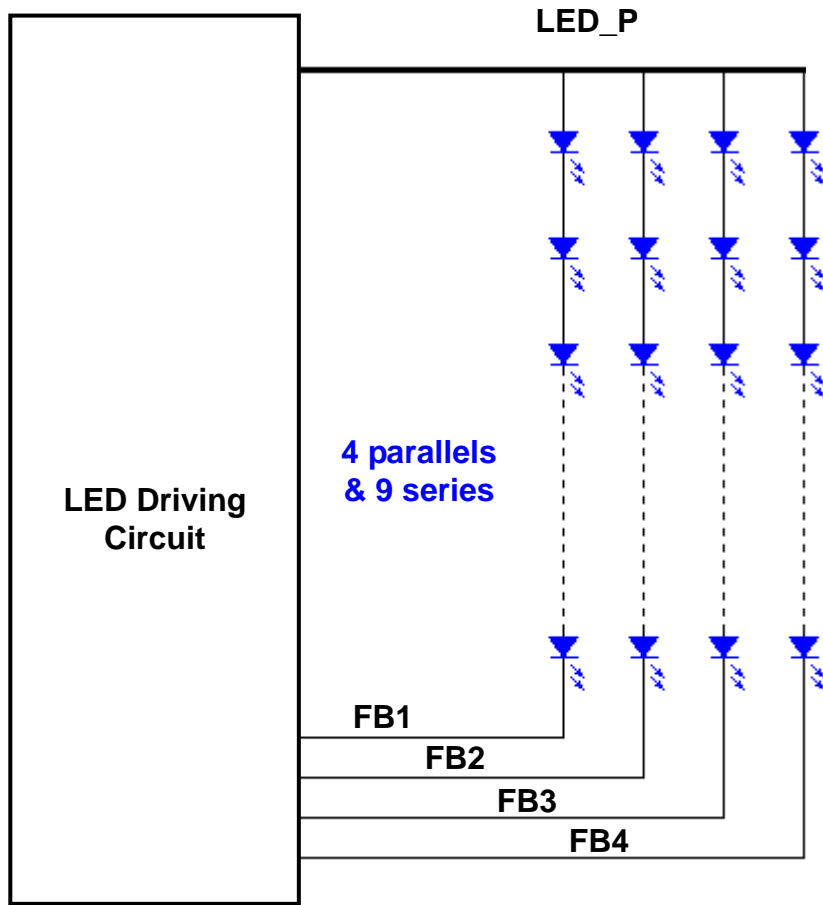 LED_P
4 parallels
& 9 series
LED Driving
Circuit
FB1
FB2
FB3
FB4